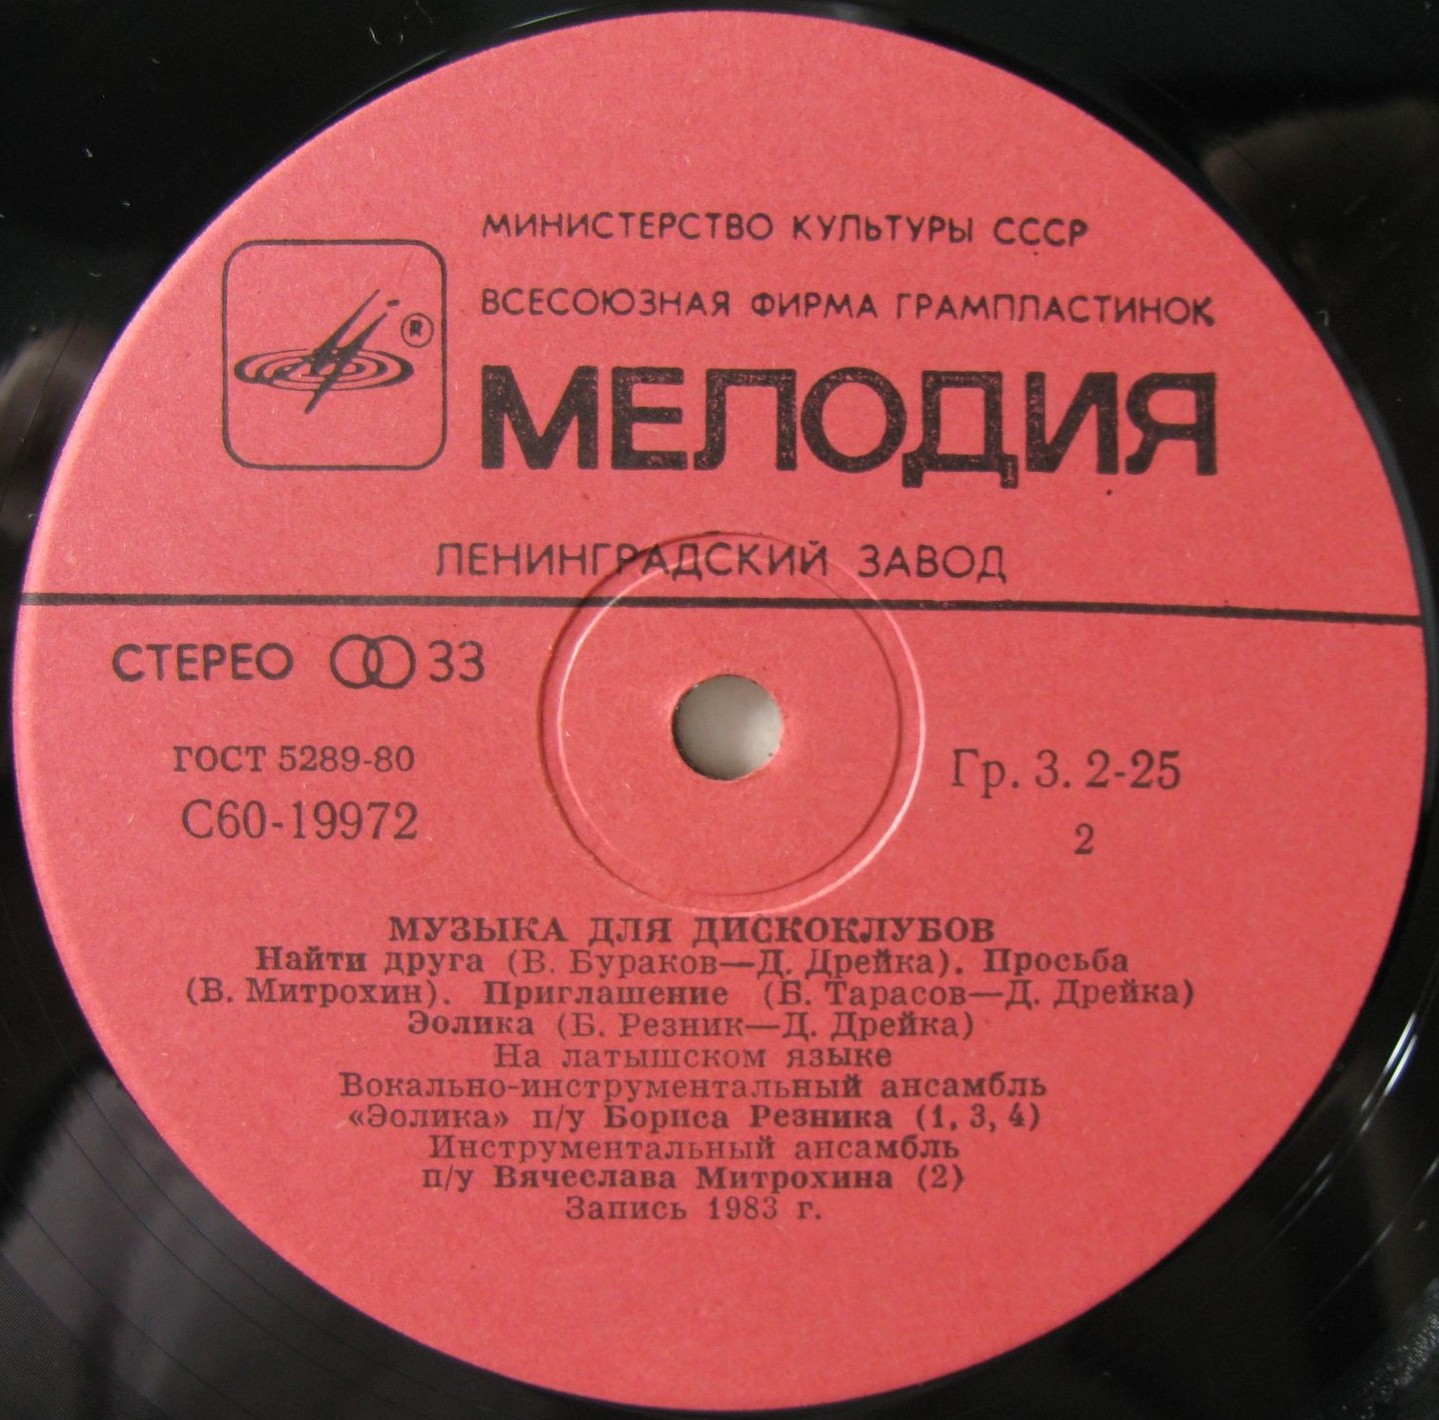 МИНИСТЕРСТВО КУЛЬТУРЫ СССР
ВСЕСОЮЗНАЯ ФИРМА ГРАМПЛАСТИНОК
®
МЕЛОДИЯ
ЛЕНИНГРАДСКИЙ ЗАВОД
СТЕРЕО 33
ГОСТ 5289-80
С60-19972
Гр. 3. 2-25
2
МУЗЫКА ДЛЯ ДИСКОКЛУБОВ
Найти друга (В. Бураков—Д. Дрейка). Просьба
(В. Митрохин). Приглашение (Б. Тарасов—Д. Дрейка)
Эолика (Б. Резник—Д. Дрейка)
На латышском языке
Вокально-инструментальный ансамбль
«Эолика» п/у Бориса Резника (1, 3, 4)
Инструментальный ансамбль
п/у Вячеслава Митрохина (2)
Запись 1983 г.